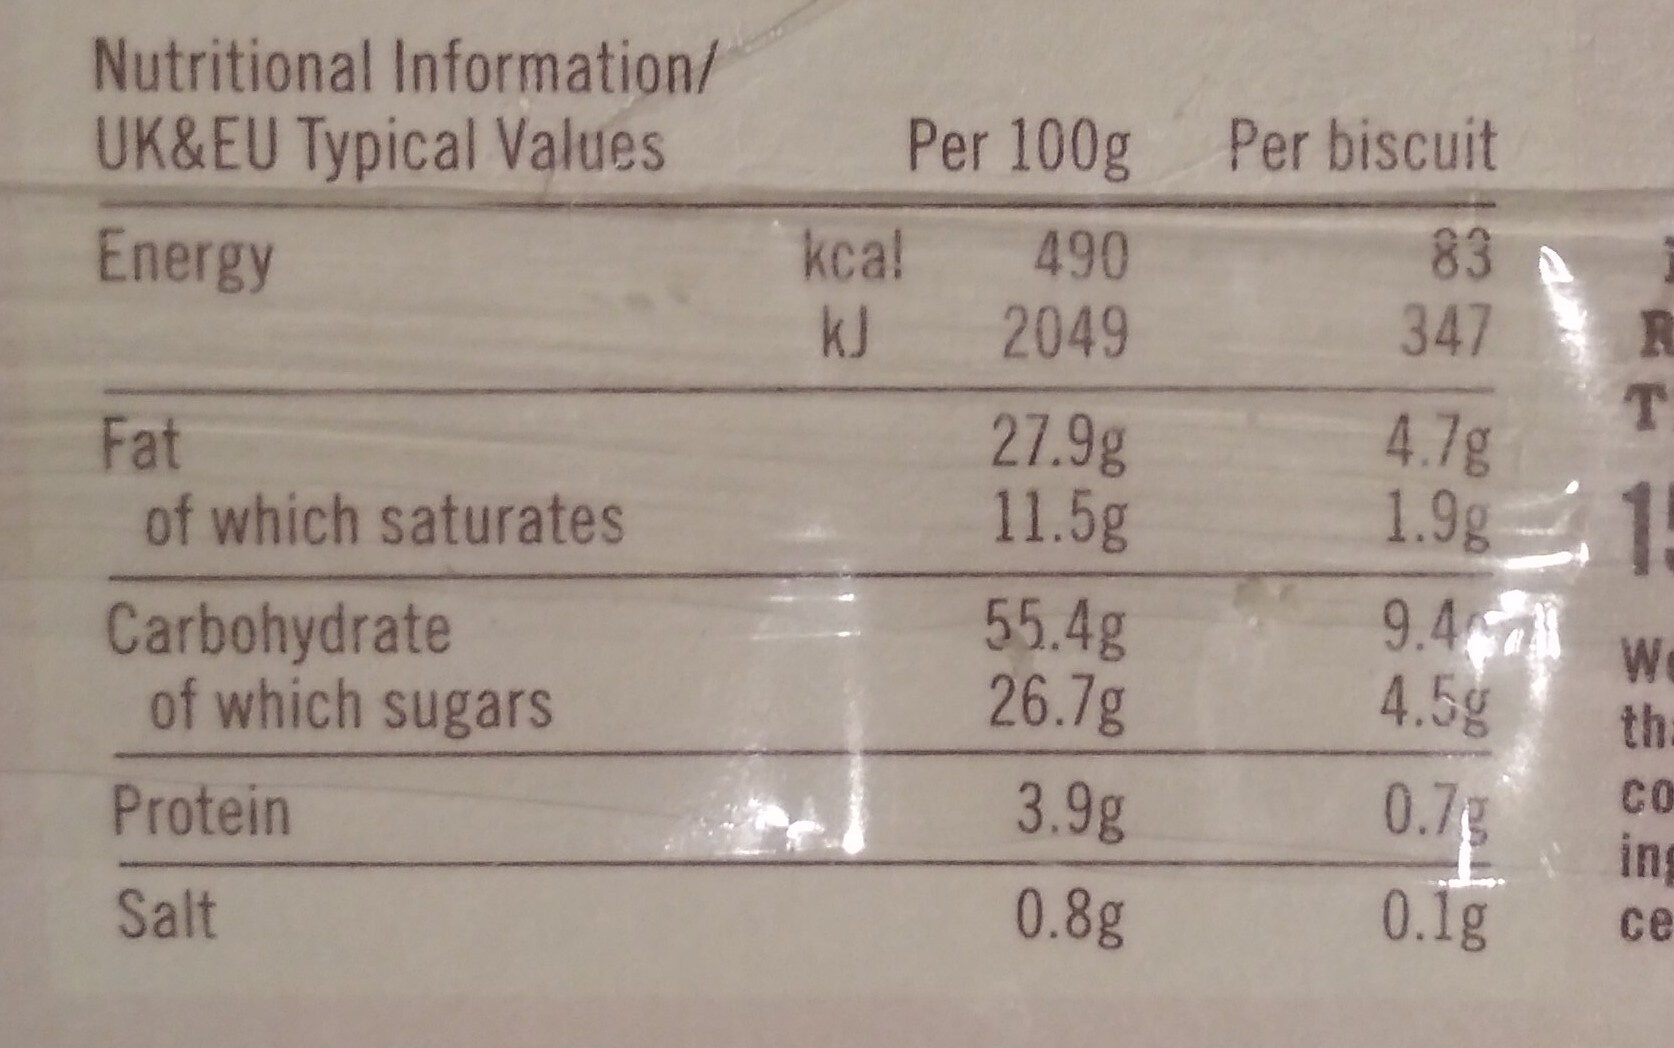 Nutritional Information/
UK&EU Typical Values Per 100g Per biscuit
Energy kcal 490 83
kJ 2049 347
Fat 27.9g 4.7g
of which saturates 11.5g 1.9g
Carbohydrate 55.4g 9.4g
of which sugars 26.7g 4.5g
Protein 3.9g 0.7g
Salt 0.8g 0.1g